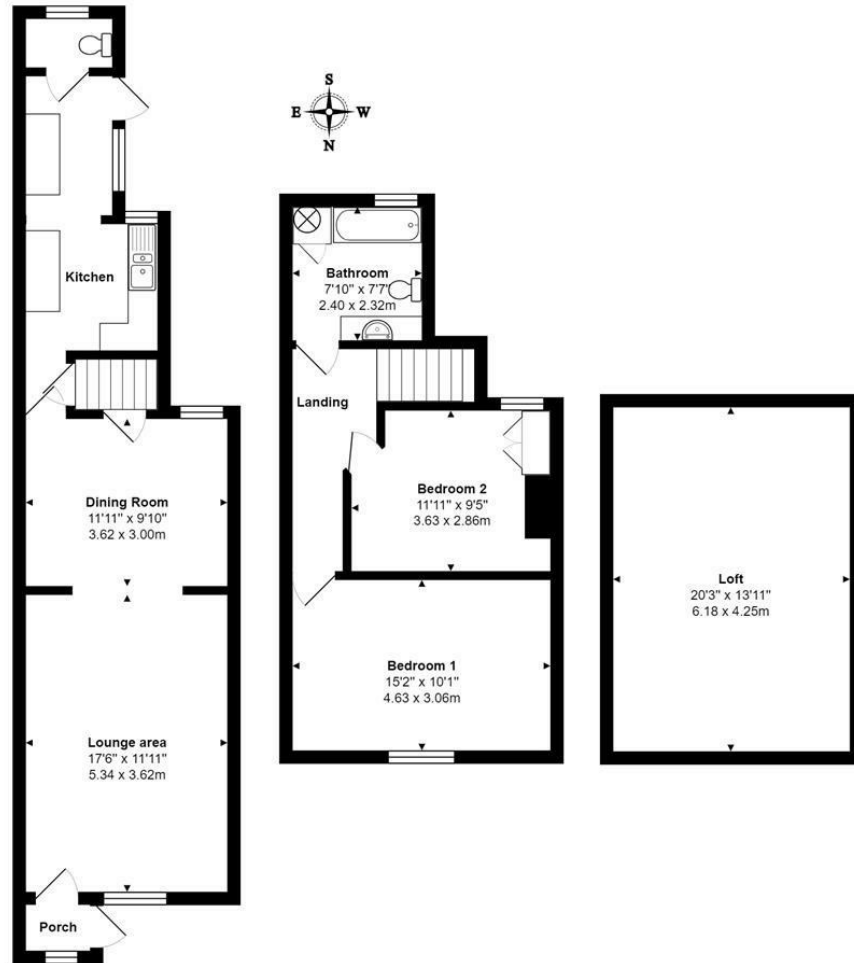 S
E W
N
Kitchen
Dining Room
11'11" x 9'10"
3.62 x 3.00m
Lounge area
17'6" x 11'11"
5.34 x 3.62m
Porch
Bathroom
7'10" x 7'7"
2.40 x 2.32m
Landing
Bedroom 2
11'11" x 9'5"
3.63 x 2.86m
Bedroom 1
15'2" x 10'1"
4.63 x 3.06m
Loft
20'3" x 13'11"
6.18 x 4.25m